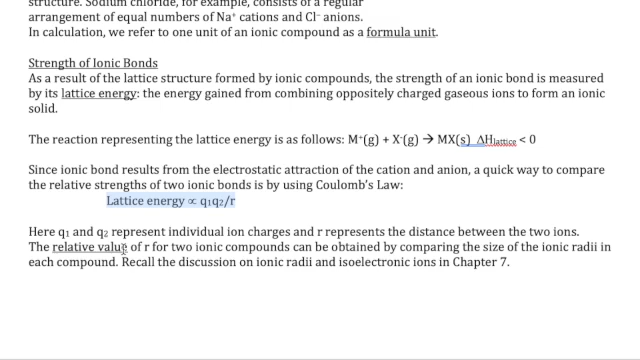 structure. Sodium chloride, for example, consists of a regular
arrangement of equal numbers of Na⁺ cations and Cl⁻ anions.
In calculation, we refer to one unit of an ionic compound as a formula unit.
Strength of Ionic Bonds
As a result of the lattice structure formed by ionic compounds, the strength of an ionic bond is measured
by its lattice energy: the energy gained from combining oppositely charged gaseous ions to form an ionic
solid.
The reaction representing the lattice energy is as follows: M⁺(g) + X⁻(g) → MX(s) ΔHlattice < 0
Since ionic bond results from the electrostatic attraction of the cation and anion, a quick way to compare
the relative strengths of two ionic bonds is by using Coulomb's Law:
Lattice energy ∝ q₁q₂/r
Here q₁ and q₂ represent individual ion charges and r represents the distance between the two ions.
The relative value of r for two ionic compounds can be obtained by comparing the size of the ionic radii in
each compound. Recall the discussion on ionic radii and isoelectronic ions in Chapter 7.